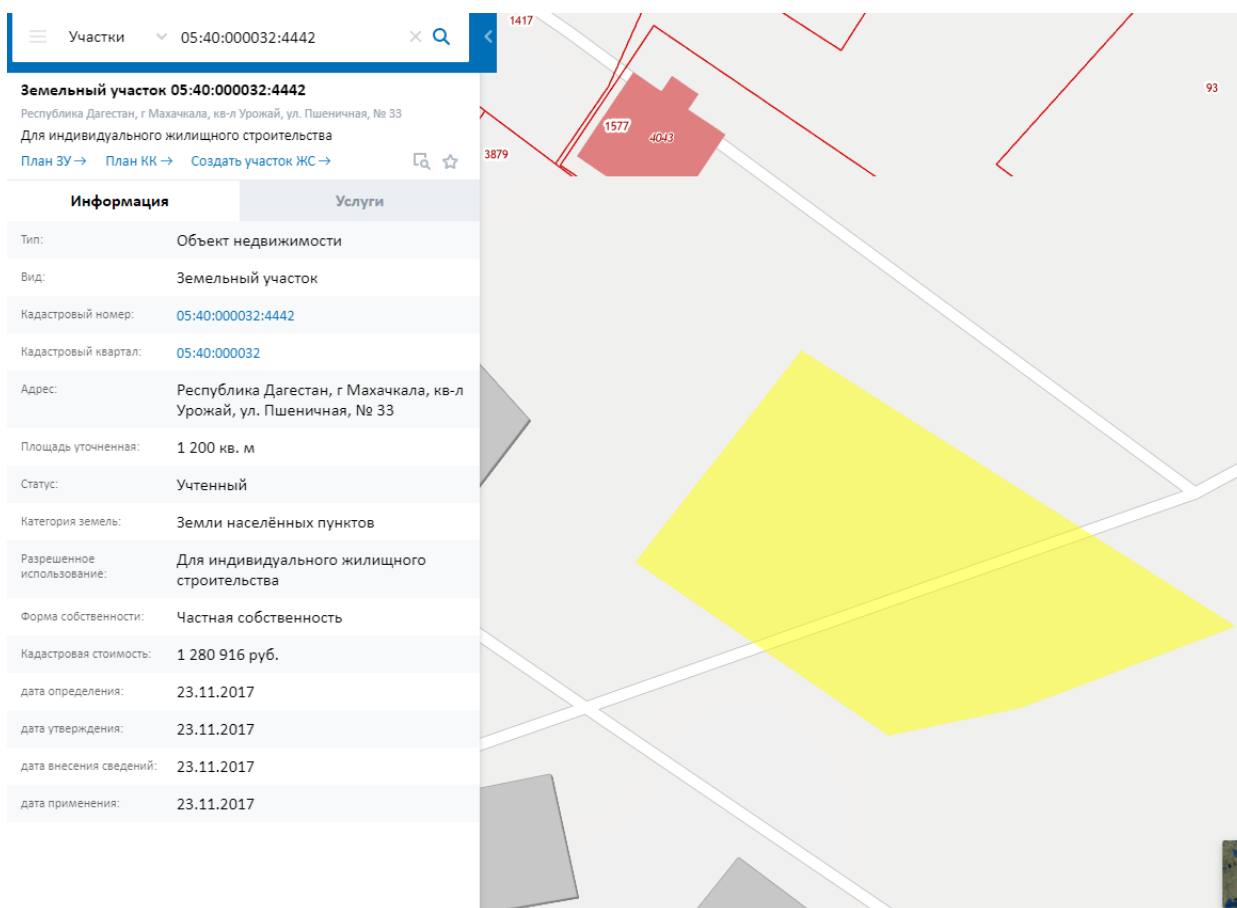 Участки 05:40:000032:4442
Земельный участок 05:40:000032:4442
Республика Дагестан, г Махачкала, кв-л Урожай, ул. Пшеничная, № 33
Для индивидуального жилищного строительства
План ЗУ → План КК → Создать участок ЖС →
Информация Услуги
Тип: Объект недвижимости
Вид: Земельный участок
Кадастровый номер: 05:40:000032:4442
Кадастровый квартал: 05:40:000032
Адрес: Республика Дагестан, г Махачкала, кв-л
Урожай, ул. Пшеничная, № 33
Площадь уточненная: 1 200 кв. м
Статус: Учтенный
Категория земель: Земли населённых пунктов
Разрешенное
использование:
Для индивидуального жилищного
строительства
Форма собственности: Частная собственность
Кадастровая стоимость: 1 280 916 руб.
дата определения: 23.11.2017
дата утверждения: 23.11.2017
дата внесения сведений: 23.11.2017
дата применения: 23.11.2017
1417
93
1577
4043
3879